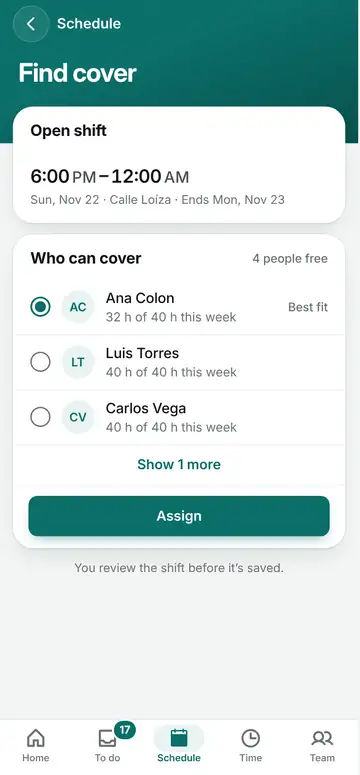 Schedule
Find cover
Open shift
6:00 PM – 12:00 AM
Sun, Nov 22 · Calle Loíza · Ends Mon, Nov 23
Who can cover 4 people free
AC Ana Colon Best fit
32 h of 40 h this week
LT Luis Torres
40 h of 40 h this week
CV Carlos Vega
40 h of 40 h this week
Show 1 more
Assign
You review the shift before it’s saved.
17
Home To do Schedule Time Team